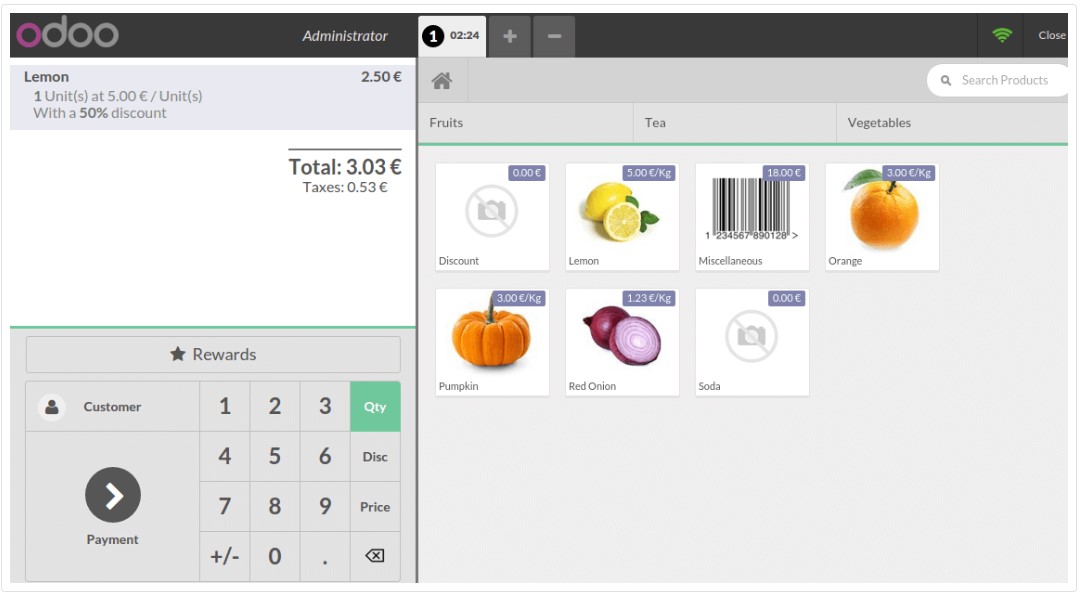 odoo
Administrator
1 02:24 + −
Close
Lemon 2.50 €
1 Unit(s) at 5.00 € / Unit(s)
With a 50% discount
Total: 3.03 €
Taxes: 0.53 €
Rewards
Customer
1 2 3 Qty
4 5 6 Disc
7 8 9 Price
Payment
+/- 0 .
Search Products
Fruits Tea Vegetables
0.00 €
Discount
5.00 €/Kg
Lemon
18.00 €
1 234567 890128 >
Miscellaneous
3.00 €/Kg
Orange
3.00 €/Kg
Pumpkin
1.23 €/Kg
Red Onion
0.00 €
Soda